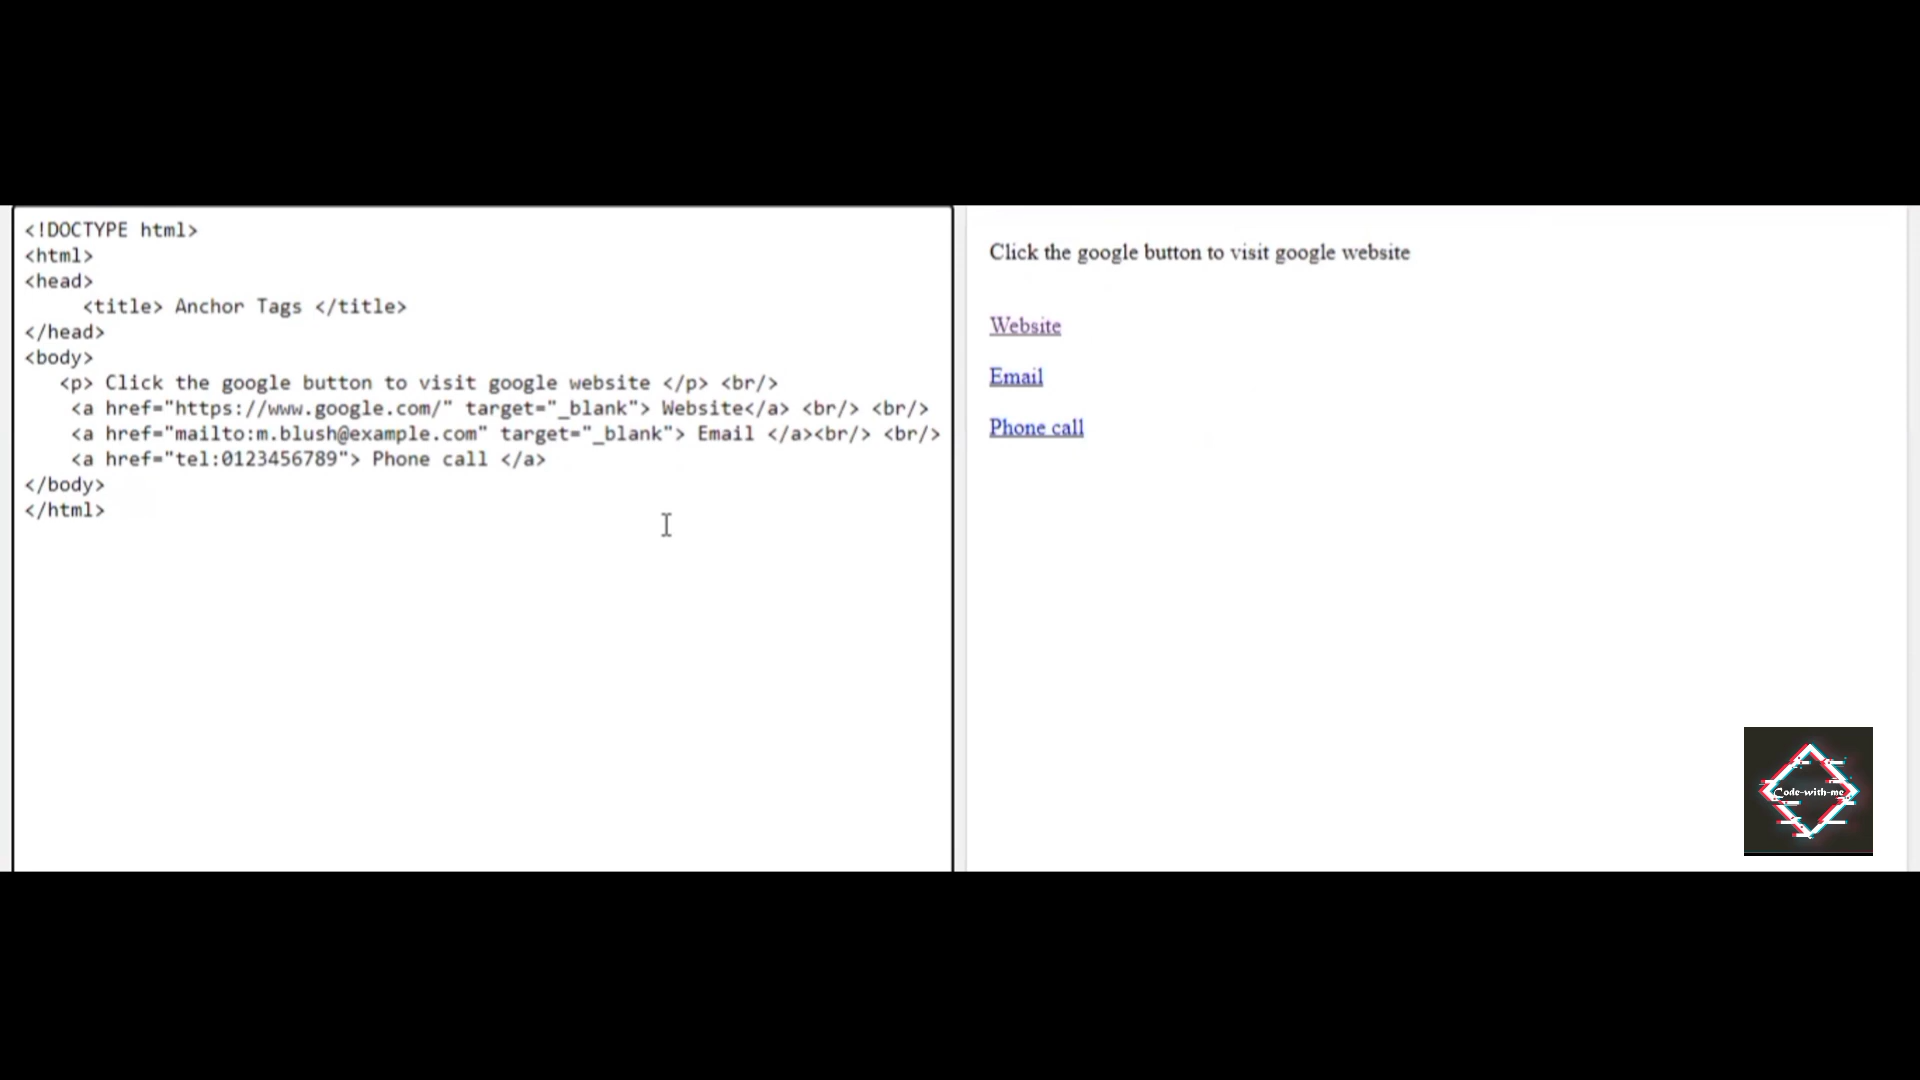 <!DOCTYPE html>
<html>
<head>
<title> Anchor Tags </title>
</head>
<body>
<p> Click the google button to visit google website </p> <br/>
<a href="https://www.google.com/" target="_blank"> Website</a> <br/> <br/>
<a href="mailto:m.blush@example.com" target="_blank"> Email </a><br/> <br/>
<a href="tel:0123456789"> Phone call </a>
</body>
</html>
Click the google button to visit google website
Website
Email
Phone call
Code-with-me